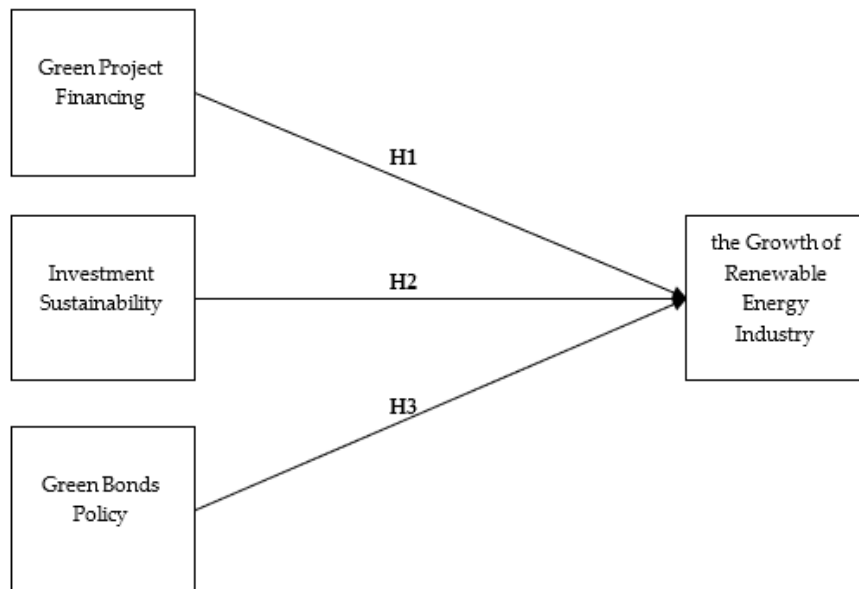 Green Project
Financing
H1
Investment
Sustainability
H2
the Growth of
Renewable
Energy
Industry
H3
Green Bonds
Policy